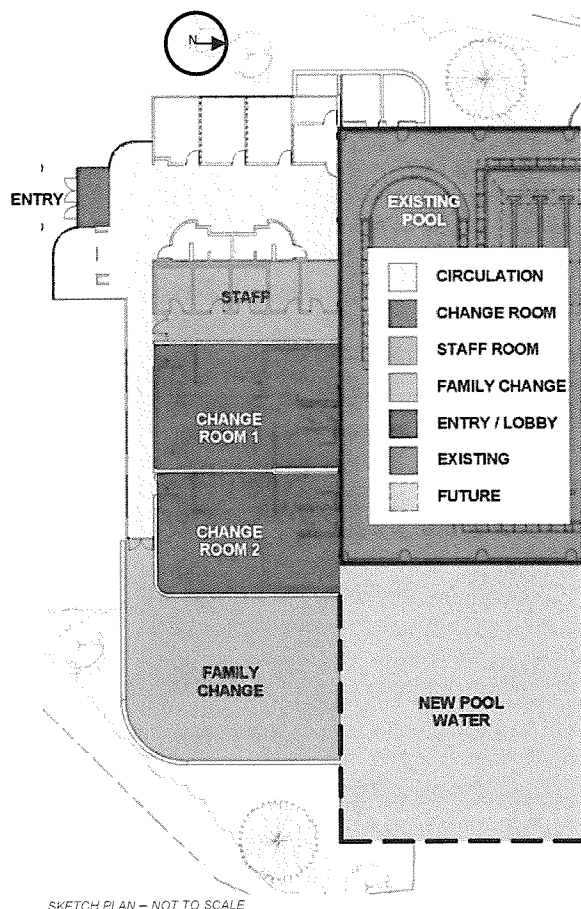 N
ENTRY
EXISTING
POOL
STAFF
CIRCULATION
CHANGE ROOM
STAFF ROOM
FAMILY CHANGE
ENTRY / LOBBY
EXISTING
FUTURE
CHANGE
ROOM 1
CHANGE
ROOM 2
FAMILY
CHANGE
NEW POOL
WATER
SKETCH PLAN – NOT TO SCALE